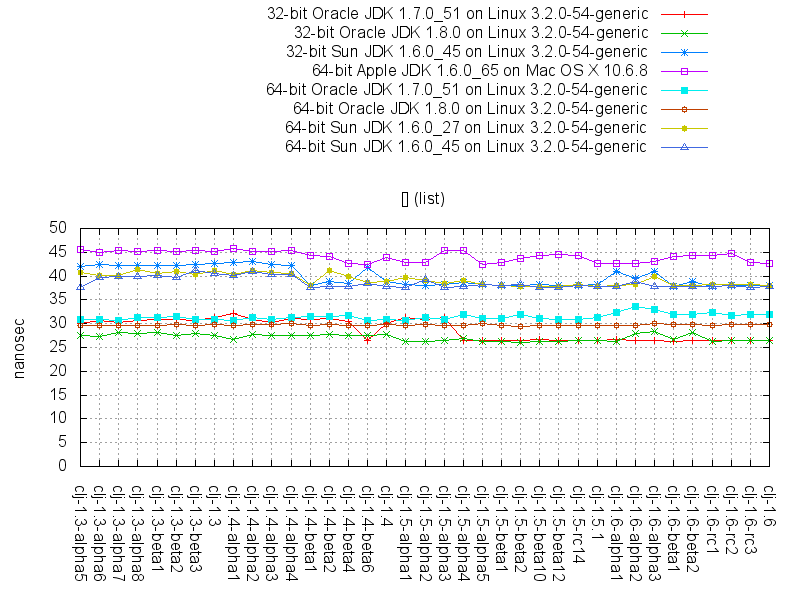 32-bit Oracle JDK 1.7.0_51 on Linux 3.2.0-54-generic
32-bit Oracle JDK 1.8.0 on Linux 3.2.0-54-generic
32-bit Sun JDK 1.6.0_45 on Linux 3.2.0-54-generic
64-bit Apple JDK 1.6.0_65 on Mac OS X 10.6.8
64-bit Oracle JDK 1.7.0_51 on Linux 3.2.0-54-generic
64-bit Oracle JDK 1.8.0 on Linux 3.2.0-54-generic
64-bit Sun JDK 1.6.0_27 on Linux 3.2.0-54-generic
64-bit Sun JDK 1.6.0_45 on Linux 3.2.0-54-generic
[] (list)
nanosec
50
45
40
35
30
25
20
15
10
5
0
clj-1.3-alpha5
clj-1.3-alpha6
clj-1.3-alpha7
clj-1.3-alpha8
clj-1.3-beta1
clj-1.3-beta2
clj-1.3-beta3
clj-1.3
clj-1.4-alpha1
clj-1.4-alpha2
clj-1.4-alpha3
clj-1.4-alpha4
clj-1.4-beta1
clj-1.4-beta2
clj-1.4-beta4
clj-1.4-beta6
clj-1.4
clj-1.5-alpha1
clj-1.5-alpha2
clj-1.5-alpha3
clj-1.5-alpha4
clj-1.5-alpha5
clj-1.5-beta1
clj-1.5-beta2
clj-1.5-beta10
clj-1.5-beta12
clj-1.5-rc14
clj-1.5.1
clj-1.6-alpha1
clj-1.6-alpha2
clj-1.6-alpha3
clj-1.6-beta1
clj-1.6-beta2
clj-1.6-rc1
clj-1.6-rc2
clj-1.6-rc3
clj-1.6